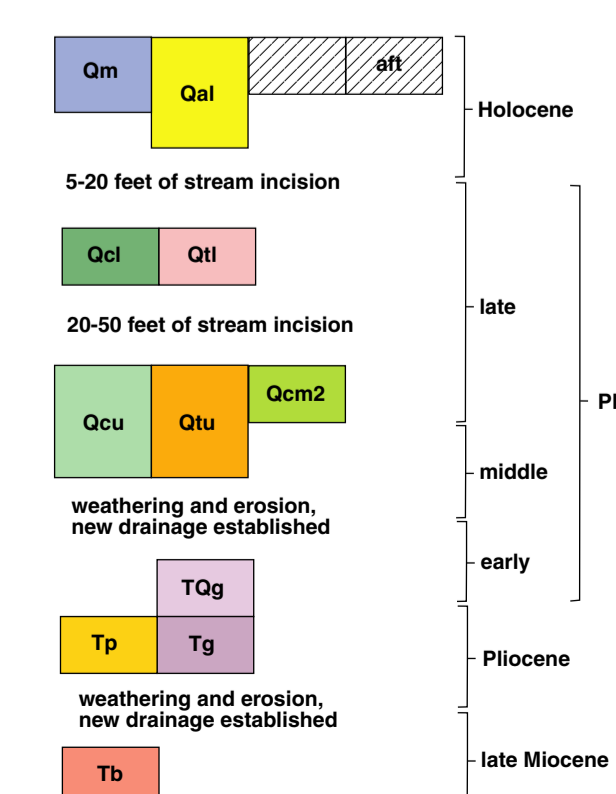 Qm
Qal
aft
Holocene
5-20 feet of stream incision
Qcl
Qtl
late
20-50 feet of stream incision
Qcu
Qtu
Qcm2
Pl
middle
weathering and erosion,
new drainage established
early
TQg
Tp
Tg
Pliocene
weathering and erosion,
new drainage established
late Miocene
Tb